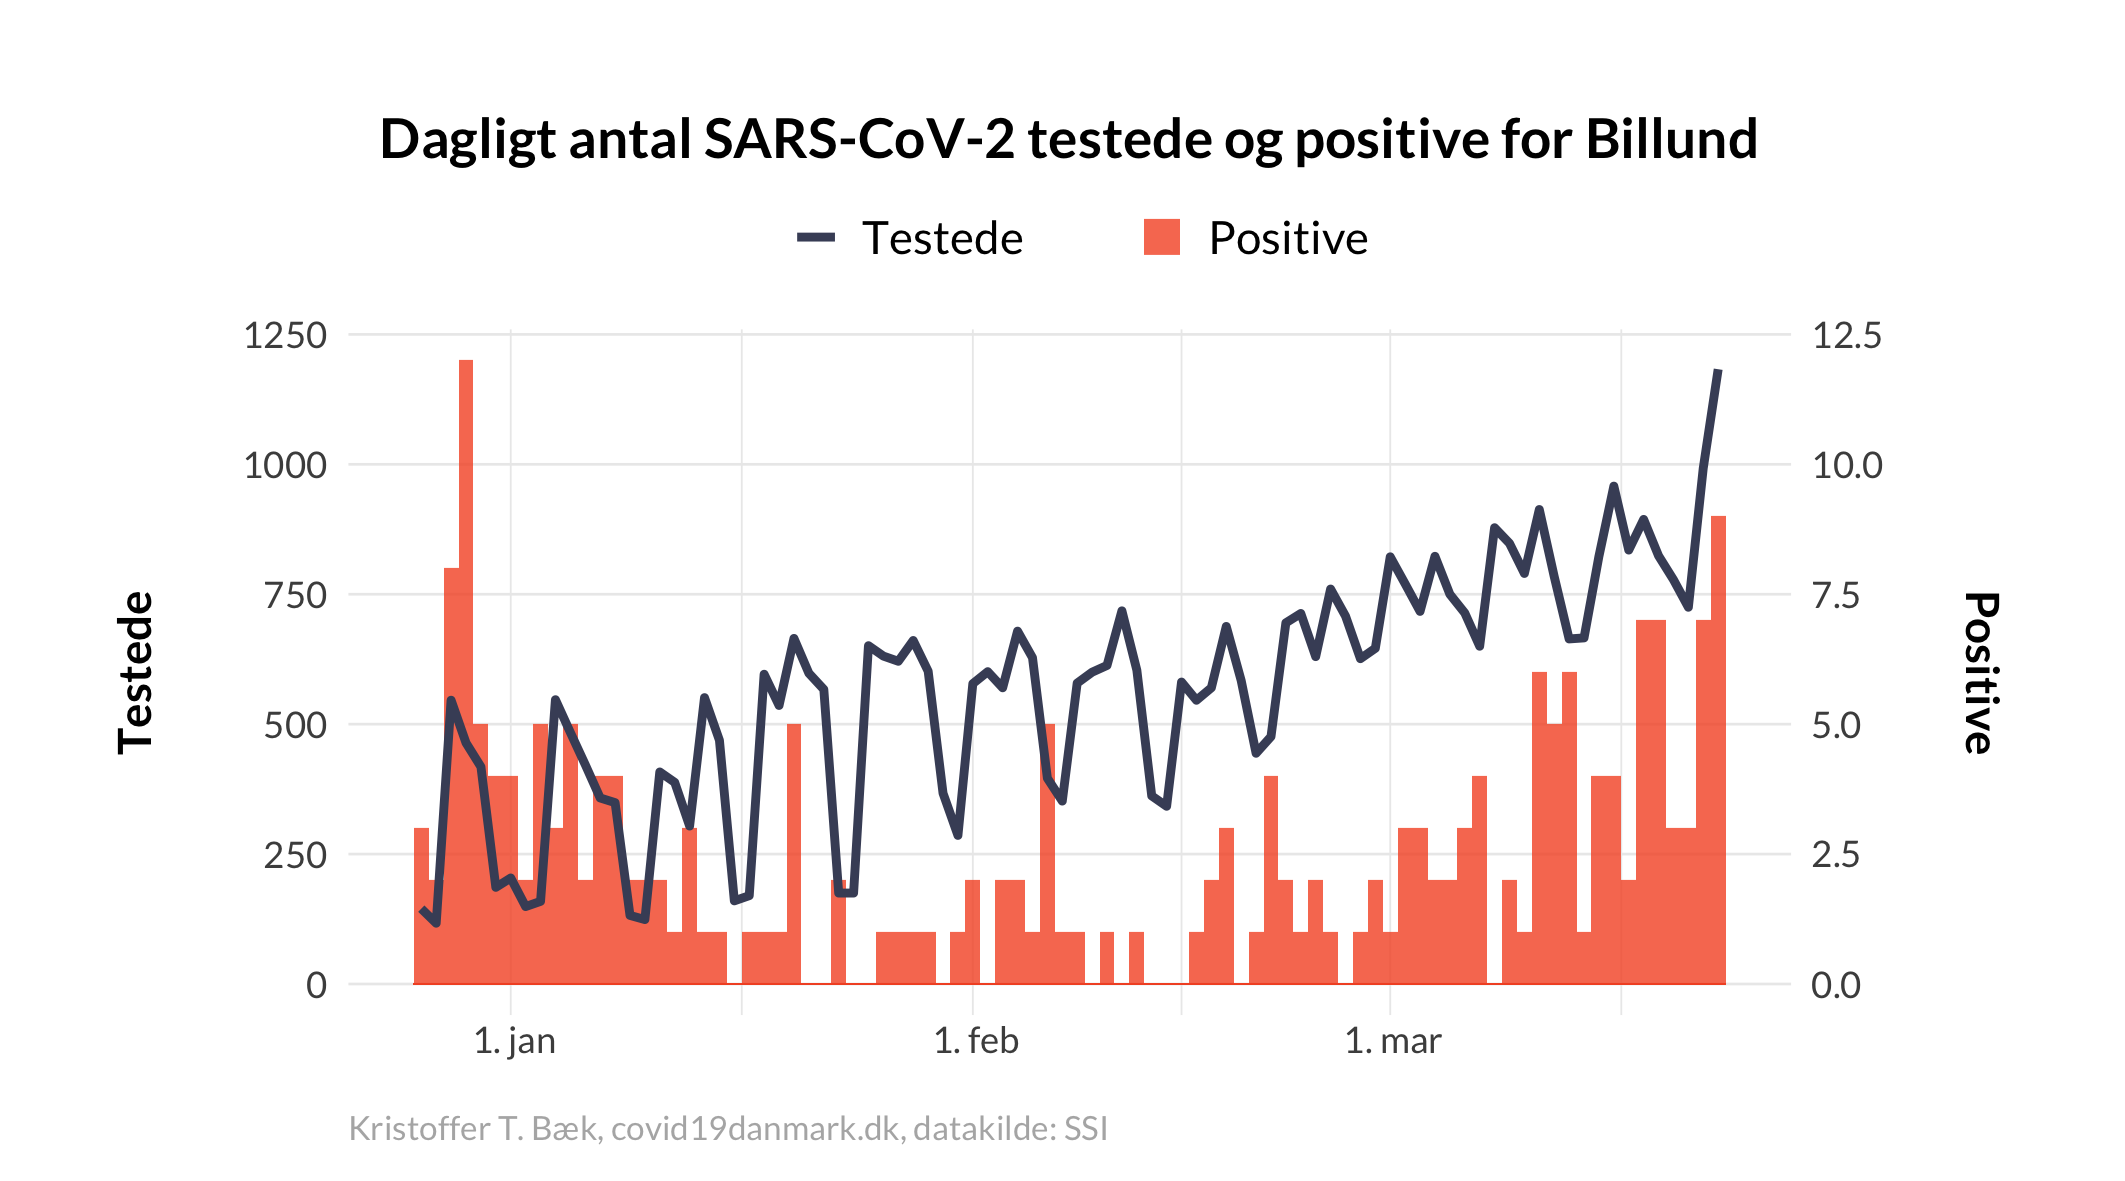 Dagligt antal SARS-CoV-2 testede og positive for Billund
Testede
Positive
1250
1000
750
500
250
0
Testede
12.5
10.0
7.5
5.0
2.5
0.0
Positive
1. jan
1. feb
1. mar
Kristoffer T. Bæk, covid19danmark.dk, datakilde: SSI